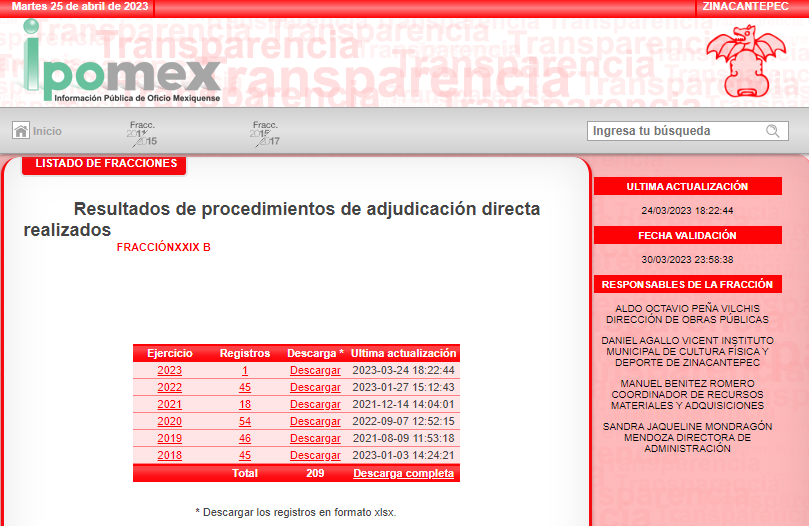 Martes 25 de abril de 2023
ZINACANTEPEC
Transparencia
ipomex
Información Pública de Oficio Mexiquense
Inicio
Fracc.
Fracc.
Ingresa tu búsqueda
LISTADO DE FRACCIONES
Resultados de procedimientos de adjudicación directa
realizados
FRACCIÓNXXIX B
Ejercicio Registros Descarga * Ultima actualización
2023 1 Descargar 2023-03-24 18:22:44
2022 45 Descargar 2023-01-27 15:12:43
2021 18 Descargar 2021-12-14 14:04:01
2020 54 Descargar 2022-09-07 12:52:15
2019 46 Descargar 2021-08-09 11:53:18
2018 45 Descargar 2023-01-03 14:24:21
Total 209 Descarga completa
* Descargar los registros en formato xlsx.
ULTIMA ACTUALIZACIÓN
24/03/2023 18:22:44
FECHA VALIDACIÓN
30/03/2023 23:58:38
RESPONSABLES DE LA FRACCIÓN
ALDO OCTAVIO PEÑA VILCHIS
DIRECCIÓN DE OBRAS PÚBLICAS
DANIEL AGALLO VICENT INSTITUTO
MUNICIPAL DE CULTURA FÍSICA Y
DEPORTE DE ZINACANTEPEC
MANUEL BENITEZ ROMERO
COORDINADOR DE RECURSOS
MATERIALES Y ADQUISICIONES
SANDRA JAQUELINE MONDRAGÓN
MENDOZA DIRECTORA DE
ADMINISTRACIÓN